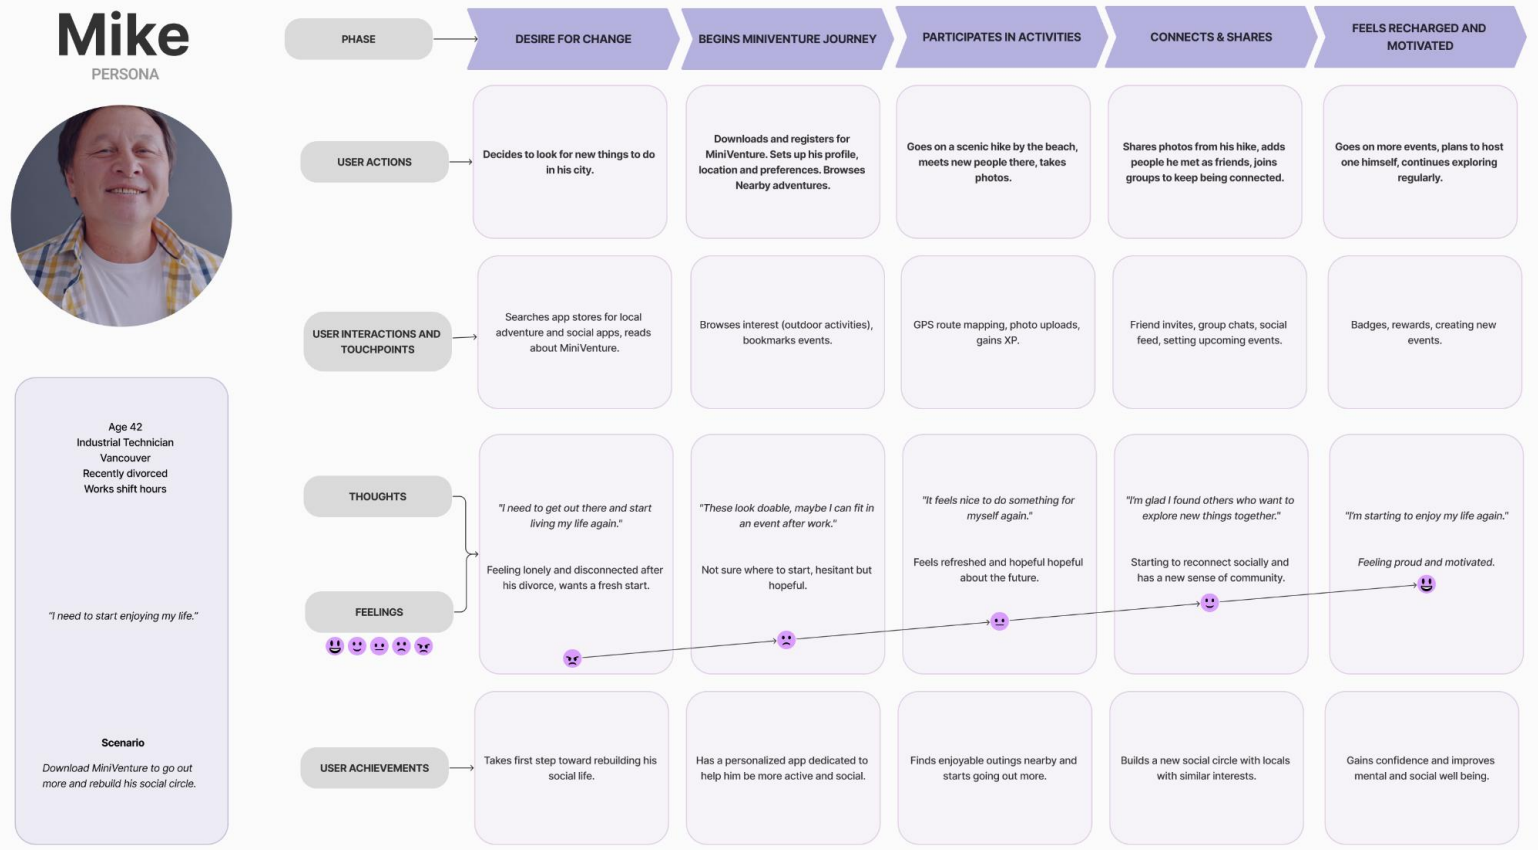 Mike
PERSONA
Age 42
Industrial Technician
Vancouver
Recently divorced
Works shift hours
"I need to start enjoying my life."
Scenario
Download MiniVenture to go out
more and rebuild his social circle.
PHASE
DESIRE FOR CHANGE
BEGINS MINIVENTURE JOURNEY
PARTICIPATES IN ACTIVITIES
CONNECTS & SHARES
FEELS RECHARGED AND
MOTIVATED
USER ACTIONS
Decides to look for new things to do
in his city.
Downloads and registers for
MiniVenture. Sets up his profile,
location and preferences. Browses
Nearby adventures.
Goes on a scenic hike by the beach,
meets new people there, takes
photos.
Shares photos from his hike, adds
people he met as friends, joins
groups to keep being connected.
Goes on more events, plans to host
one himself, continues exploring
regularly.
USER INTERACTIONS AND
TOUCHPOINTS
Searches app stores for local
adventure and social apps, reads
about MiniVenture.
Browses interest (outdoor activities),
bookmarks events.
GPS route mapping, photo uploads,
gains XP.
Friend invites, group chats, social
feed, setting upcoming events.
Badges, rewards, creating new
events.
THOUGHTS
"I need to get out there and start
living my life again."
"These look doable, maybe I can fit in
an event after work."
"It feels nice to do something for
myself again."
"I'm glad I found others who want to
explore new things together."
"I'm starting to enjoy my life again."
FEELINGS
Feeling lonely and disconnected after
his divorce, wants a fresh start.
Not sure where to start, hesitant but
hopeful.
Feels refreshed and hopeful hopeful
about the future.
Starting to reconnect socially and
has a new sense of community.
Feeling proud and motivated.
USER ACHIEVEMENTS
Takes first step toward rebuilding his
social life.
Has a personalized app dedicated to
help him be more active and social.
Finds enjoyable outings nearby and
starts going out more.
Builds a new social circle with locals
with similar interests.
Gains confidence and improves
mental and social well being.